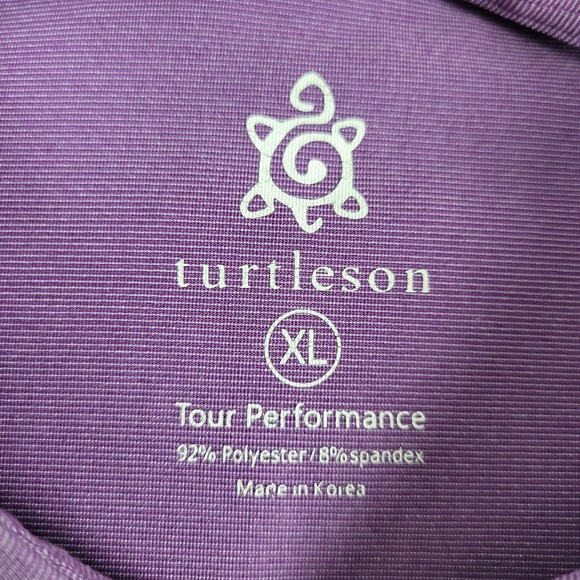 turtleson
XL
Tour Performance
92% Polyester / 8% spandex
Made in Korea